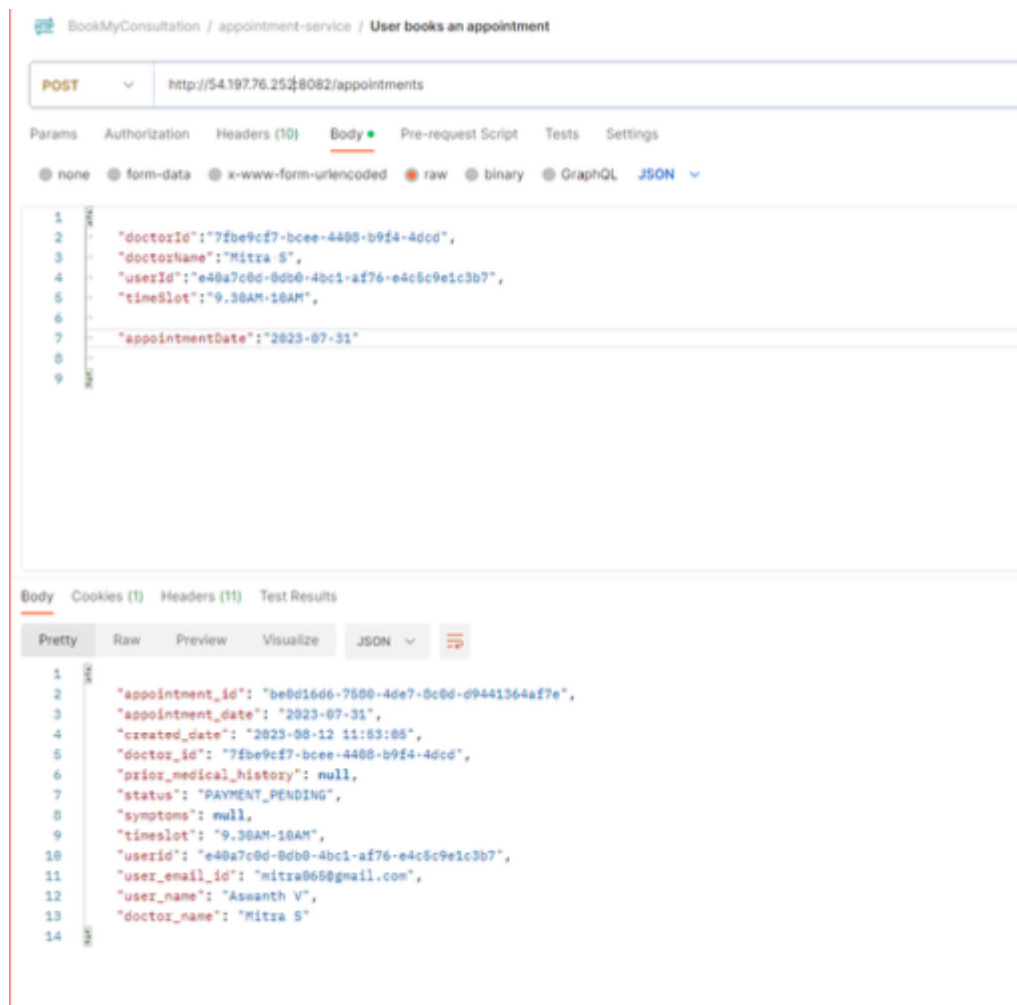 BookMyConsultation / appointment-service / User books an appointment
POST http://54.197.76.252:8082/appointments
Params Authorization Headers (10) Body Pre-request Script Tests Settings
none form-data x-www-form-urlencoded raw binary GraphQL JSON
1 {
2 "doctorId":"7fbe9cf7-bcee-4408-b9f4-4dcd",
3 "doctorName":"Mitra S",
4 "userId":"e40a7c0d-0db0-4bc1-af76-e4c5c9e1c3b7",
5 "timeSlot":"9.30AM-10AM",
6
7 "appointmentDate":"2023-07-31"
8
9 }
Body Cookies (1) Headers (11) Test Results
Pretty Raw Preview Visualize JSON
1 {
2 "appointment_id": "be0d16d6-7580-4de7-8c0d-d9441364af7e",
3 "appointment_date": "2023-07-31",
4 "created_date": "2023-08-12 11:53:05",
5 "doctor_id": "7fbe9cf7-bcee-4408-b9f4-4dcd",
6 "prior_medical_history": null,
7 "status": "PAYMENT_PENDING",
8 "symptoms": null,
9 "timeslot": "9.30AM-10AM",
10 "userid": "e40a7c0d-0db0-4bc1-af76-e4c5c9e1c3b7",
11 "user_email_id": "mitra065@gmail.com",
12 "user_name": "Aswanth V",
13 "doctor_name": "Mitra S"
14 }